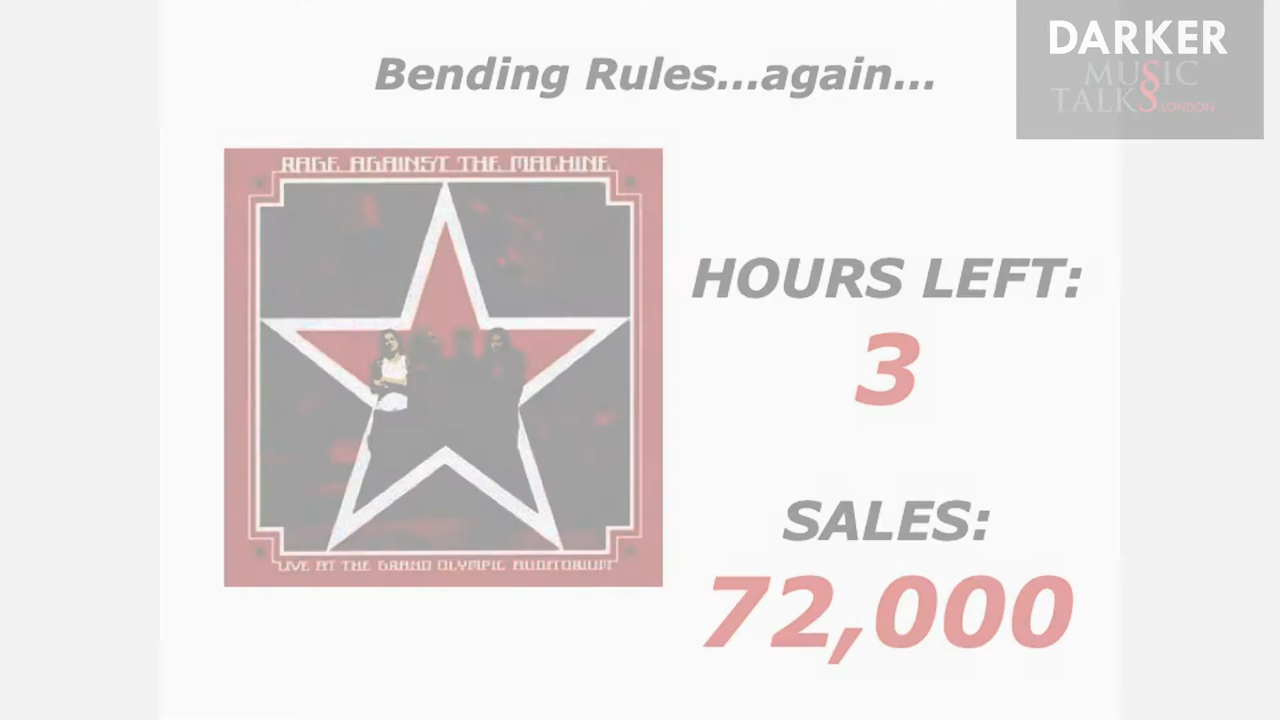 Bending Rules...again...
DARKER
MUSIC
TALKS
LONDON
RAGE AGAINST THE MACHINE
HOURS LEFT:
3
SALES:
72,000
LIVE AT THE GRAND OLYMPIC AUDITORIUM